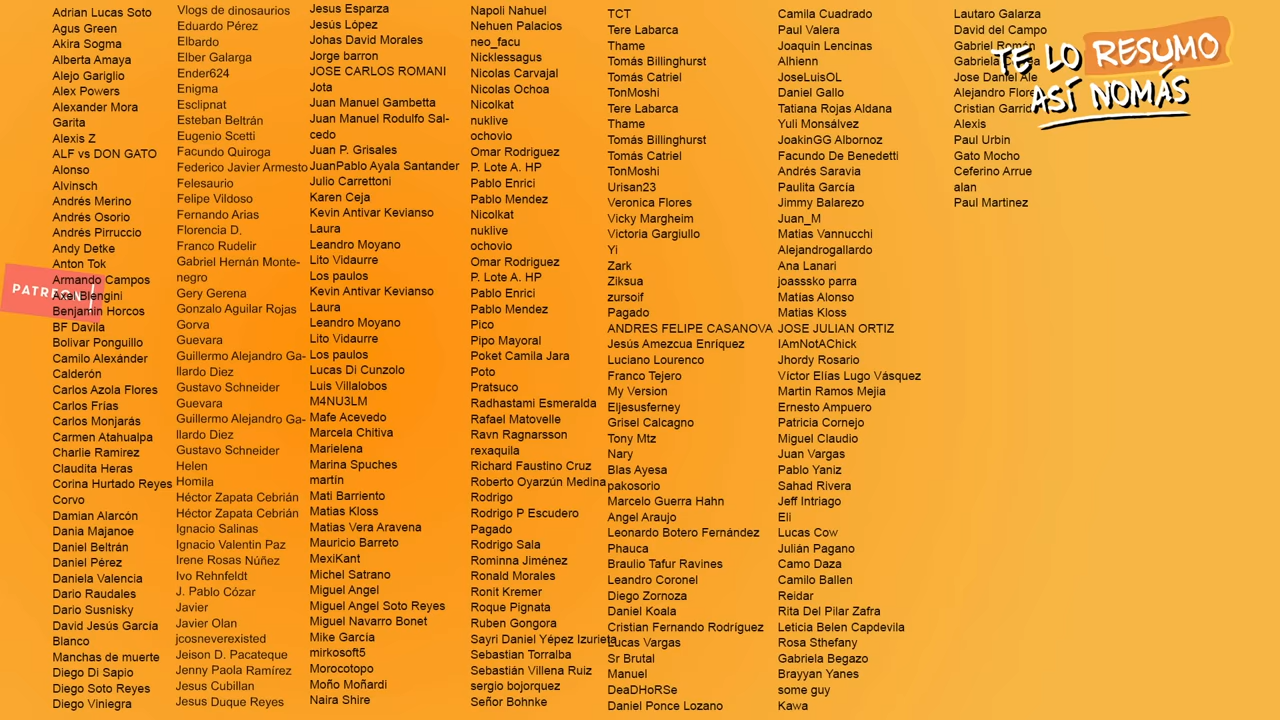 Adrian Lucas Soto
Agus Green
Akira Sogma
Alberta Amaya
Alejo Gariglio
Alex Powers
Alexander Mora
Garita
Alexis Z
ALF vs DON GATO
Alonso
Alvinsch
Andrés Merino
Andrés Osorio
Andrés Pirruccio
Andy Detke
Anton Tok
Armando Campos
Axel Blengini
Benjamin Horcos
BF Davila
Bolivar Ponguillo
Camilo Alexánder
Calderón
Carlos Azola Flores
Carlos Frías
Carlos Monjarás
Carmen Atahualpa
Charlie Ramirez
Claudita Heras
Corina Hurtado Reyes
Corvo
Damian Alarcón
Dania Majanoe
Daniel Beltrán
Daniel Pérez
Daniela Valencia
Dario Raudales
Dario Susnisky
David Jesús García
Blanco
Manchas de muerte
Diego Di Sapio
Diego Soto Reyes
Diego Viniegra
PATREON
Vlogs de dinosaurios
Eduardo Pérez
Elbardo
Elber Galarga
Ender624
Enigma
Esclipnat
Esteban Beltrán
Eugenio Scetti
Facundo Quiroga
Federico Javier Armesto
Felesaurio
Felipe Vildoso
Fernando Arias
Florencia D.
Franco Rudelir
Gabriel Hernán Monte-
negro
Gery Gerena
Gonzalo Aguilar Rojas
Gorva
Guevara
Guillermo Alejandro Ga-
llardo Diez
Gustavo Schneider
Guevara
Guillermo Alejandro Ga-
llardo Diez
Gustavo Schneider
Helen
Homila
Héctor Zapata Cebrián
Héctor Zapata Cebrián
Ignacio Salinas
Ignacio Valentin Paz
Irene Rosas Núñez
Ivo Rehnfeldt
J. Pablo Cózar
Javier
Javier Olan
jcosneverexisted
Jeison D. Pacateque
Jenny Paola Ramírez
Jesus Cubillan
Jesus Duque Reyes
Jesus Esparza
Jesús López
Johas David Morales
Jorge barron
JOSE CARLOS ROMANI
Jota
Juan Manuel Gambetta
Juan Manuel Rodulfo Sal-
cedo
Juan P. Grisales
JuanPablo Ayala Santander
Julio Carrettoni
Karen Ceja
Kevin Antivar Kevianso
Laura
Leandro Moyano
Lito Vidaurre
Los paulos
Kevin Antivar Kevianso
Laura
Leandro Moyano
Lito Vidaurre
Los paulos
Lucas Di Cunzolo
Luis Villalobos
M4NU3LM
Mafe Acevedo
Marcela Chitiva
Marielena
Marina Spuches
martín
Mati Barriento
Matias Kloss
Matias Vera Aravena
Mauricio Barreto
MexiKant
Michel Satrano
Miguel Angel
Miguel Angel Soto Reyes
Miguel Navarro Bonet
Mike García
mirkosoft5
Morocotopo
Moño Moñardi
Naira Shire
Napoli Nahuel
Nehuen Palacios
neo_facu
Nicklessagus
Nicolas Carvajal
Nicolas Ochoa
Nicolkat
nuklive
ochovio
Omar Rodriguez
P. Lote A. HP
Pablo Enrici
Pablo Mendez
Nicolkat
nuklive
ochovio
Omar Rodriguez
P. Lote A. HP
Pablo Enrici
Pablo Mendez
Pico
Pipo Mayoral
Poket Camila Jara
Poto
Pratsuco
Radhastami Esmeralda
Rafael Matovelle
Ravn Ragnarsson
rexaquila
Richard Faustino Cruz
Roberto Oyarzún Medina
Rodrigo
Rodrigo P Escudero
Pagado
Rodrigo Sala
Rominna Jiménez
Ronald Morales
Ronit Kremer
Roque Pignata
Ruben Gongora
Sayri Daniel Yépez Izurieta
Sebastian Torralba
Sebastián Villena Ruiz
sergio bojorquez
Señor Bohnke
TCT
Tere Labarca
Thame
Tomás Billinghurst
Tomás Catriel
TonMoshi
Tere Labarca
Thame
Tomás Billinghurst
Tomás Catriel
TonMoshi
Urisan23
Veronica Flores
Vicky Margheim
Victoria Gargiullo
Yi
Zark
Ziksua
zursoif
Pagado
ANDRES FELIPE CASANOVA
Jesús Amezcua Enríquez
Luciano Lourenco
Franco Tejero
My Version
Eljesusferney
Grisel Calcagno
Tony Mtz
Nary
Blas Ayesa
pakosorio
Marcelo Guerra Hahn
Angel Araujo
Leonardo Botero Fernández
Phauca
Braulio Tafur Ravines
Leandro Coronel
Diego Zornoza
Daniel Koala
Cristian Fernando Rodríguez
Lucas Vargas
Sr Brutal
Manuel
DeaDHoRSe
Daniel Ponce Lozano
Camila Cuadrado
Paul Valera
Joaquin Lencinas
Alhienn
JoseLuisOL
Daniel Gallo
Tatiana Rojas Aldana
Yuli Monsálvez
JoakinGG Albornoz
Facundo De Benedetti
Andrés Saravia
Paulita García
Jimmy Balarezo
Juan_M
Matias Vannucchi
Alejandrogallardo
Ana Lanari
joasssko parra
Matías Alonso
Matias Kloss
JOSE JULIAN ORTIZ
IAmNotAChick
Jhordy Rosario
Víctor Elías Lugo Vásquez
Martin Ramos Mejia
Ernesto Ampuero
Patricia Cornejo
Miguel Claudio
Juan Vargas
Pablo Yaniz
Sahad Rivera
Jeff Intriago
Eli
Lucas Cow
Julián Pagano
Camo Daza
Camilo Ballen
Reidar
Rita Del Pilar Zafra
Leticia Belen Capdevila
Rosa Sthefany
Gabriela Begazo
Brayyan Yanes
some guy
Kawa
Lautaro Galarza
David del Campo
Gabriel Román
Gabriela
Jose Daniel Ale
Alejandro Flore
Cristian Garrid
Alexis
Paul Urbin
Gato Mocho
Ceferino Arrue
alan
Paul Martinez
TE LO RESUMO
ASÍ NOMÁS